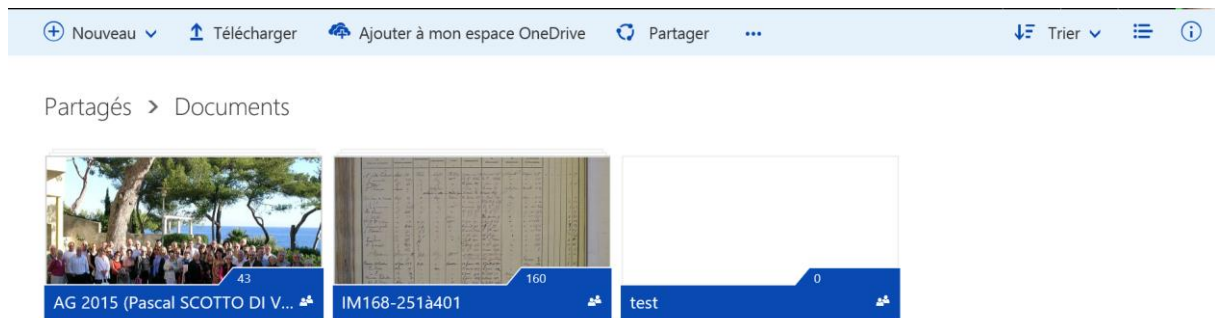 Nouveau Télécharger Ajouter à mon espace OneDrive Partager ... Trier
Partagés > Documents
43
AG 2015 (Pascal SCOTTO DI V...
160
IM168-251à401
0
test